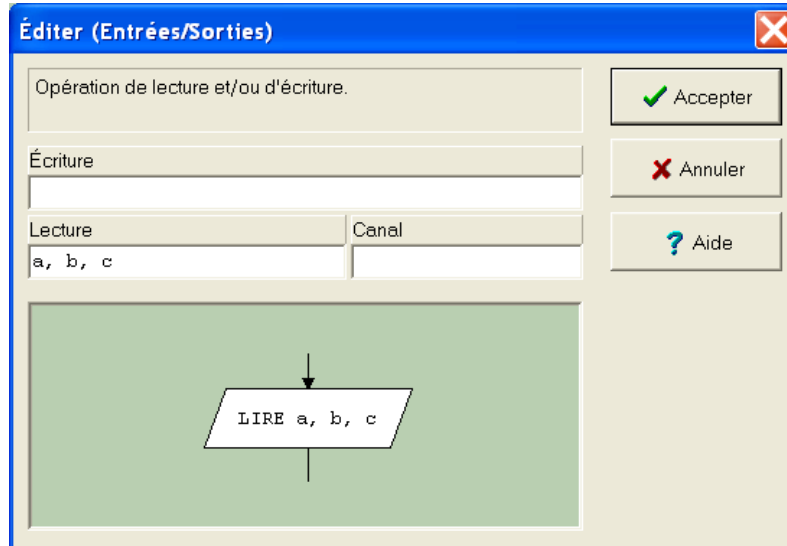 Éditer (Entrées/Sorties)
Opération de lecture et/ou d'écriture.
Accepter
Écriture
Annuler
Lecture
Canal
a, b, c
Aide
LIRE a, b, c